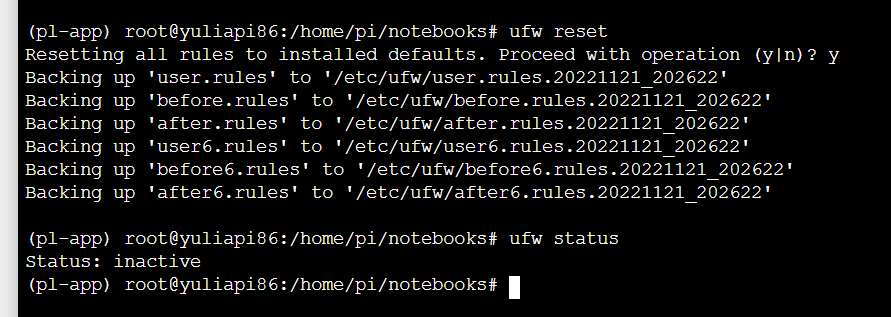 (pl-app) root@yuliapi86:/home/pi/notebooks# ufw reset
Resetting all rules to installed defaults. Proceed with operation (y|n)? y
Backing up 'user.rules' to '/etc/ufw/user.rules.20221121_202622'
Backing up 'before.rules' to '/etc/ufw/before.rules.20221121_202622'
Backing up 'after.rules' to '/etc/ufw/after.rules.20221121_202622'
Backing up 'user6.rules' to '/etc/ufw/user6.rules.20221121_202622'
Backing up 'before6.rules' to '/etc/ufw/before6.rules.20221121_202622'
Backing up 'after6.rules' to '/etc/ufw/after6.rules.20221121_202622'
(pl-app) root@yuliapi86:/home/pi/notebooks# ufw status
Status: inactive
(pl-app) root@yuliapi86:/home/pi/notebooks#